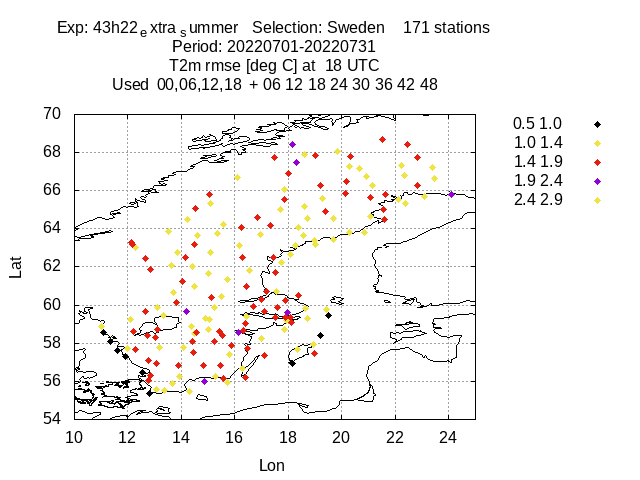 Exp: 43h22extrasummer Selection: Sweden 171 stations
Period: 20220701-20220731
T2m rmse [deg C] at 18 UTC
Used 00,06,12,18 + 06 12 18 24 30 36 42 48
0.5 1.0
1.0 1.4
1.4 1.9
1.9 2.4
2.4 2.9
70
68
66
64
62
60
58
56
54
Lat
10 12 14 16 18 20 22 24
Lon